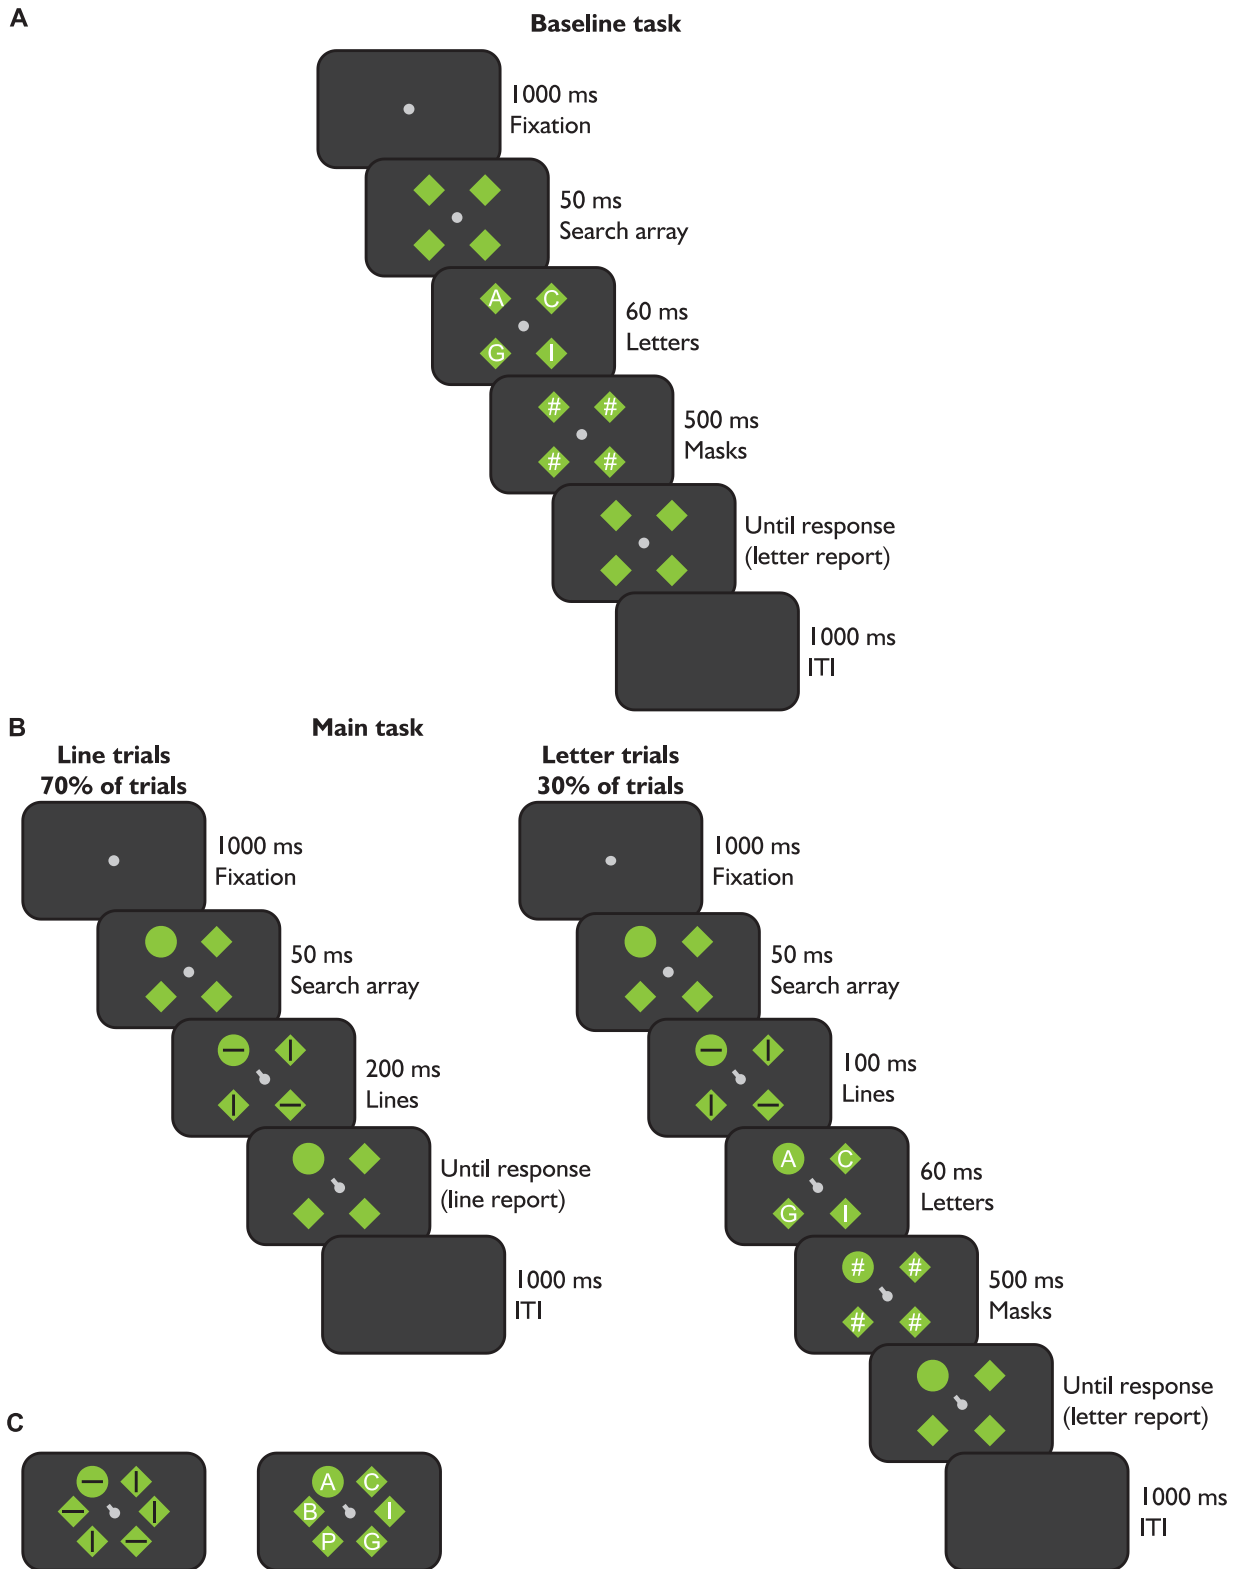 A
Baseline task
1000 ms
Fixation
50 ms
Search array
A C
G I
60 ms
Letters
# #
# #
500 ms
Masks
Until response
(letter report)
1000 ms
ITI
B
Main task
Line trials
70% of trials
1000 ms
Fixation
50 ms
Search array
200 ms
Lines
Until response
(line report)
1000 ms
ITI
Letter trials
30% of trials
1000 ms
Fixation
50 ms
Search array
100 ms
Lines
A C
G I
60 ms
Letters
# #
# #
500 ms
Masks
Until response
(letter report)
1000 ms
ITI
C
A C
B I
P G